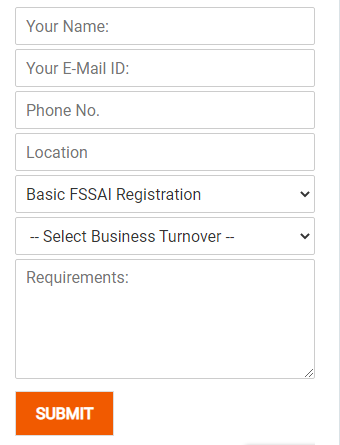 Your Name:
Your E-Mail ID:
Phone No.
Location
Basic FSSAI Registration
-- Select Business Turnover --
Requirements:
SUBMIT